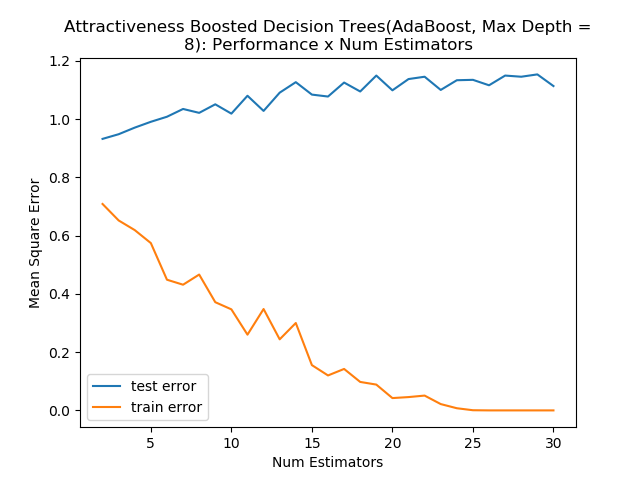 Attractiveness Boosted Decision Trees(AdaBoost, Max Depth =
8): Performance x Num Estimators
1.2
1.0
0.8
0.6
0.4
0.2
0.0
Mean Square Error
test error
train error
5
10
15
20
25
30
Num Estimators